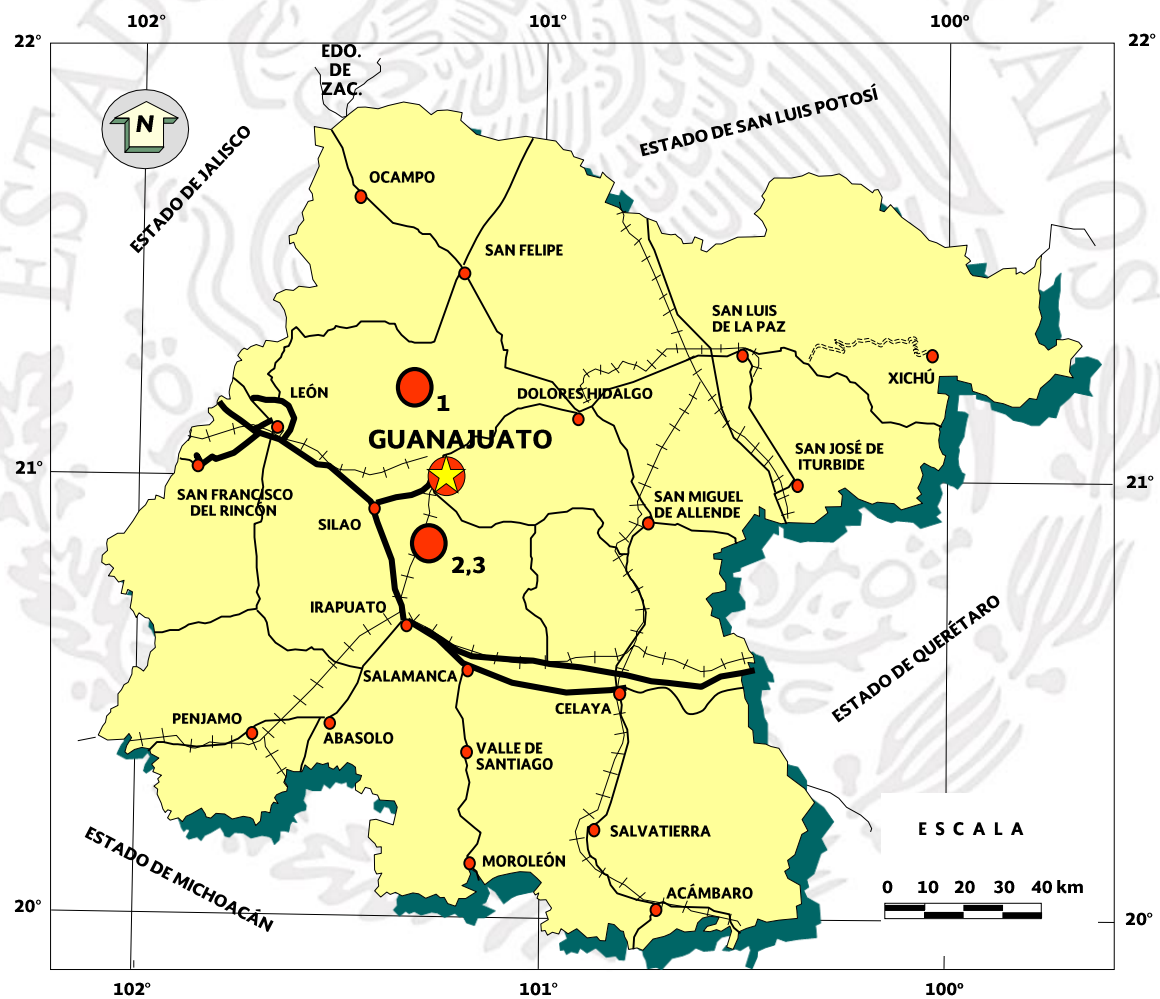 102° 101° 100°
22° 22°
EDO.
DE
ZAC.
N
ESTADO DE JALISCO
ESTADO DE SAN LUIS POTOSÍ
OCAMPO
SAN FELIPE
SAN LUIS
DE LA PAZ
XICHÚ
LEÓN
1
DOLORES HIDALGO
GUANAJUATO
SAN JOSÉ DE
ITURBIDE
21° 21°
SAN FRANCISCO
DEL RINCÓN
SILAO
SAN MIGUEL
DE ALLENDE
2,3
IRAPUATO
ESTADO DE QUERÉTARO
SALAMANCA
CELAYA
PENJAMO
ABASOLO
VALLE DE
SANTIAGO
SALVATIERRA
ESCALA
ESTADO DE MICHOACÁN
MOROLEÓN
ACÁMBARO
0 10 20 30 40 km
20° 20°
102° 101° 100°